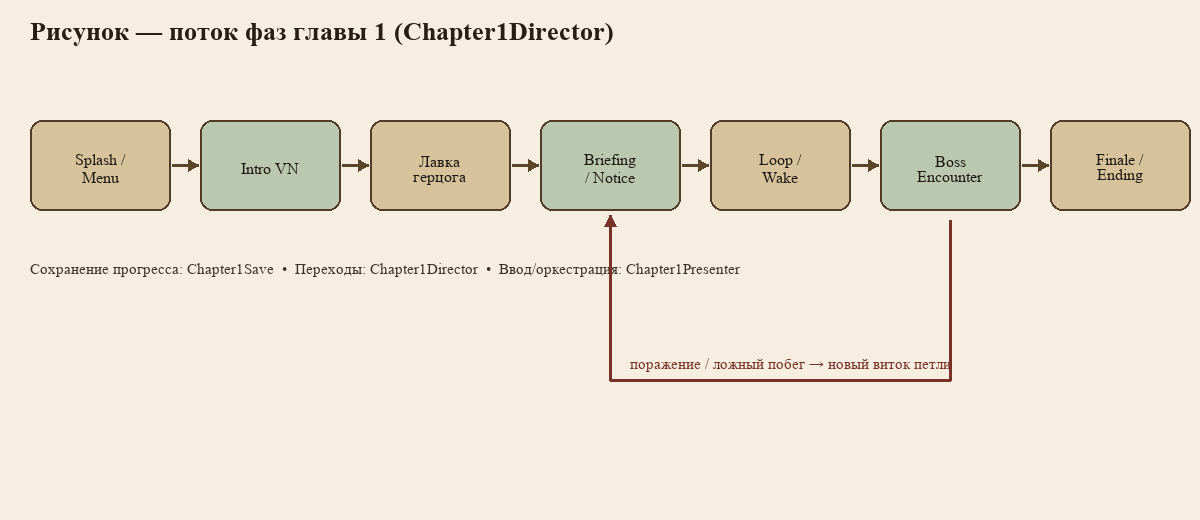 Рисунок — поток фаз главы 1 (Chapter1Director)
Splash /
Menu
Intro VN
Лавка
герцога
Briefing
/ Notice
Loop /
Wake
Boss
Encounter
Finale /
Ending
Сохранение прогресса: Chapter1Save • Переходы: Chapter1Director • Ввод/оркестрация: Chapter1Presenter
поражение / ложный побег → новый виток петли